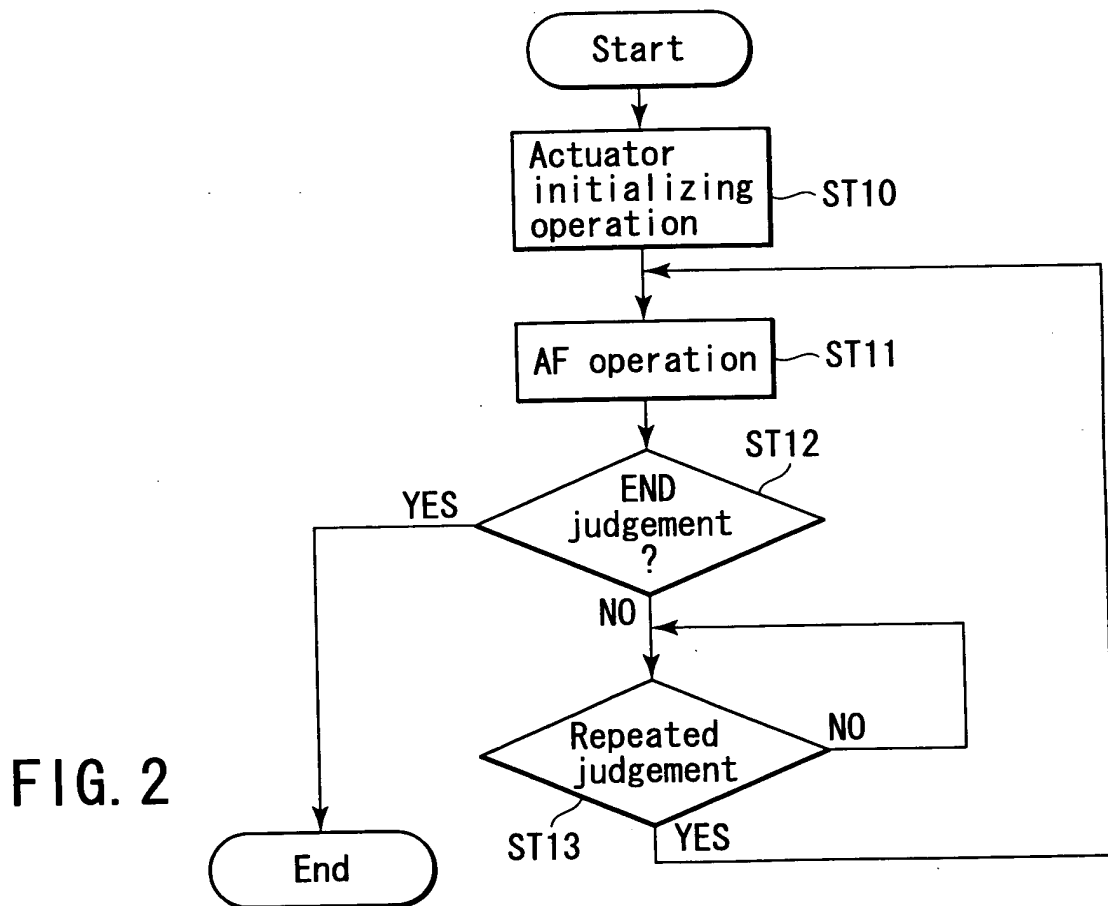 Start
Actuator
initializing
operation
ST10
AF operation
ST11
ST12
YES
END
judgement
?
NO
Repeated
judgement
NO
FIG. 2
ST13
YES
End